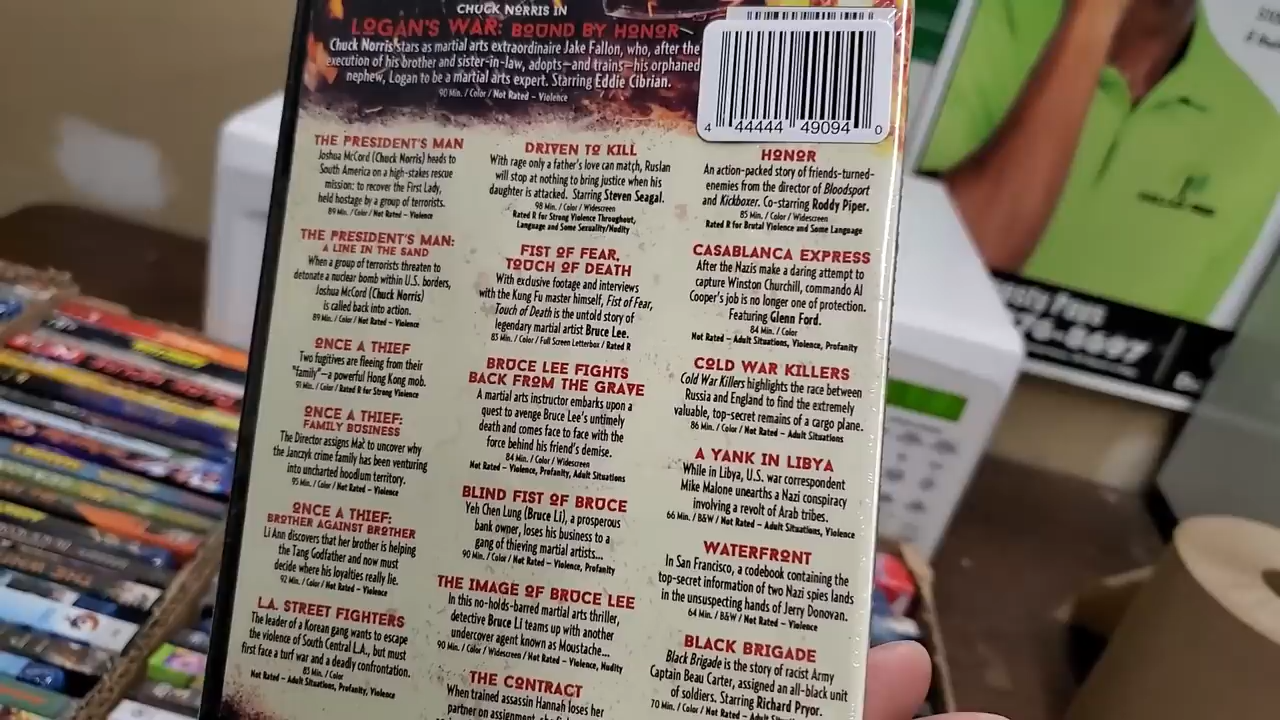 CHUCK NORRIS IN
LOGAN'S WAR: BOUND BY HONOR
Chuck Norris stars as martial arts extraordinaire Jake Fallon, who, after the
execution of his brother and sister-in-law, adopts—and trains—his orphaned
nephew, Logan to be a martial arts expert. Starring Eddie Cibrian.
90 Min. / Color / Not Rated – Violence
4 44444 49094 0
THE PRESIDENT'S MAN
Joshua McCord (Chuck Norris) heads to
South America on a high-stakes rescue
mission: to recover the First Lady,
held hostage by a group of terrorists.
89 Min. / Color / Not Rated – Violence
THE PRESIDENT'S MAN:
A LINE IN THE SAND
When a group of terrorists threaten to
detonate a nuclear bomb within U.S. borders,
Joshua McCord (Chuck Norris)
is called back into action.
89 Min. / Color / Not Rated – Violence
ONCE A THIEF
Two fugitives are fleeing from their
"family"—a powerful Hong Kong mob.
91 Min. / Color / Rated R for Strong Violence
ONCE A THIEF:
FAMILY BUSINESS
The Director assigns Mac to uncover why
the Janczyk crime family has been venturing
into uncharted hoodlum territory.
95 Min. / Color / Not Rated – Violence
ONCE A THIEF:
BROTHER AGAINST BROTHER
Li Ann discovers that her brother is helping
the Tang Godfather and now must
decide where his loyalties really lie.
92 Min. / Color / Not Rated – Violence
L.A. STREET FIGHTERS
The leader of a Korean gang wants to escape
the violence of South Central L.A., but must
first face a turf war and a deadly confrontation.
85 Min. / Color
Not Rated – Adult Situations, Profanity, Violence
DRIVEN TO KILL
With rage only a father's love can match, Ruslan
will stop at nothing to bring justice when his
daughter is attacked. Starring Steven Seagal.
98 Min. / Color / Widescreen
Rated R for Strong Violence Throughout,
Language and Some Sexuality/Nudity
FIST OF FEAR,
TOUCH OF DEATH
With exclusive footage and interviews
with the Kung Fu master himself, Fist of Fear,
Touch of Death is the untold story of
legendary martial artist Bruce Lee.
85 Min. / Color / Full Screen Letterbox / Rated R
BRUCE LEE FIGHTS
BACK FROM THE GRAVE
A martial arts instructor embarks upon a
quest to avenge Bruce Lee's untimely
death and comes face to face with the
force behind his friend's demise.
84 Min. / Color / Widescreen
Not Rated – Violence, Profanity, Adult Situations
BLIND FIST OF BRUCE
Yeh Chen Lung (Bruce Li), a prosperous
bank owner, loses his business to a
gang of thieving martial artists...
90 Min. / Color / Not Rated – Violence, Profanity
THE IMAGE OF BRUCE LEE
In this no-holds-barred martial arts thriller,
detective Bruce Li teams up with another
undercover agent known as Moustache...
90 Min. / Color / Widescreen / Not Rated – Violence, Nudity
THE CONTRACT
When trained assassin Hannah loses her
partner on assignment,
HONOR
An action-packed story of friends-turned-
enemies from the director of Bloodsport
and Kickboxer. Co-starring Roddy Piper.
85 Min. / Color / Widescreen
Rated R for Brutal Violence and Some Language
CASABLANCA EXPRESS
After the Nazis make a daring attempt to
capture Winston Churchill, commando Al
Cooper's job is no longer one of protection.
Featuring Glenn Ford.
84 Min. / Color
Not Rated – Adult Situations, Violence, Profanity
COLD WAR KILLERS
Cold War Killers highlights the race between
Russia and England to find the extremely
valuable, top-secret remains of a cargo plane.
86 Min. / Color / Not Rated – Adult Situations
A YANK IN LIBYA
While in Libya, U.S. war correspondent
Mike Malone unearths a Nazi conspiracy
involving a revolt of Arab tribes.
66 Min. / B&W / Not Rated – Adult Situations, Violence
WATERFRONT
In San Francisco, a codebook containing the
top-secret information of two Nazi spies lands
in the unsuspecting hands of Jerry Donovan.
64 Min. / B&W / Not Rated – Violence
BLACK BRIGADE
Black Brigade is the story of racist Army
Captain Beau Carter, assigned an all-black unit
of soldiers. Starring Richard Pryor.
70 Min. / Color / Not Rated – Adult